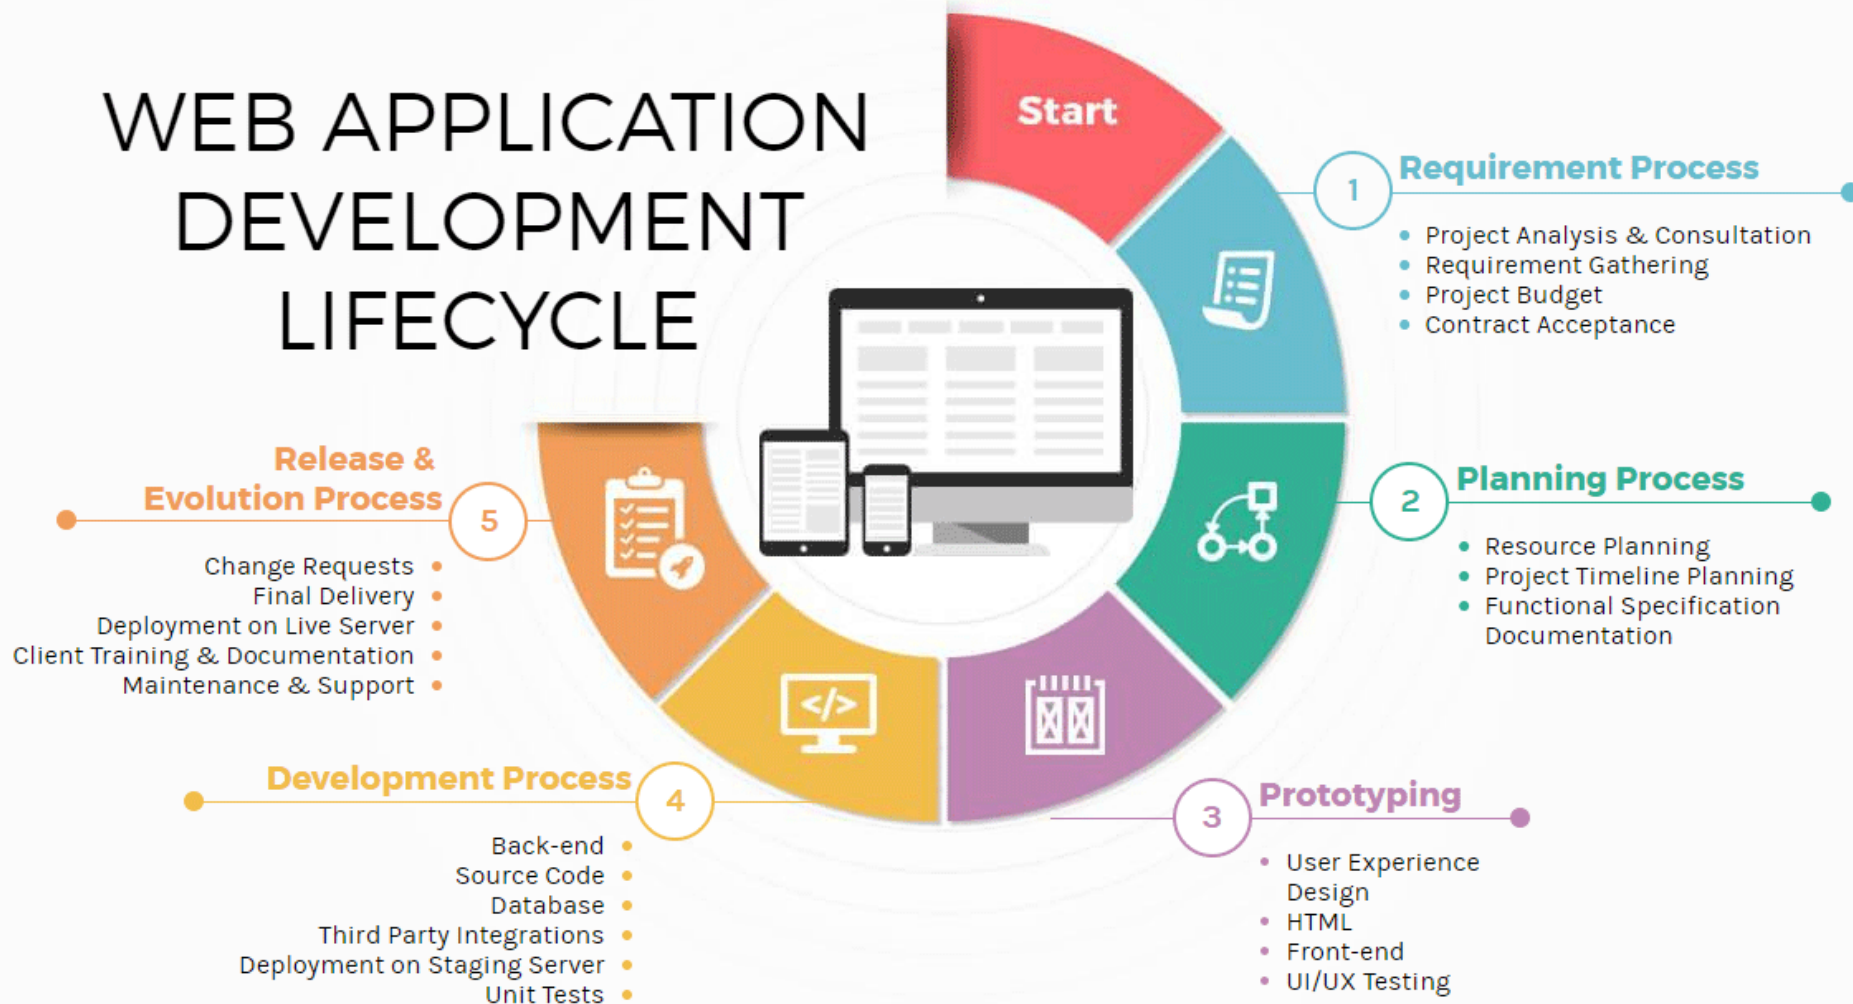 WEB APPLICATION
DEVELOPMENT
LIFECYCLE
Start
1
Requirement Process
Project Analysis & Consultation
Requirement Gathering
Project Budget
Contract Acceptance
2
Planning Process
Resource Planning
Project Timeline Planning
Functional Specification
Documentation
3
Prototyping
User Experience
Design
HTML
Front-end
UI/UX Testing
4
Development Process
Back-end
Source Code
Database
Third Party Integrations
Deployment on Staging Server
Unit Tests
</>
5
Release &
Evolution Process
Change Requests
Final Delivery
Deployment on Live Server
Client Training & Documentation
Maintenance & Support